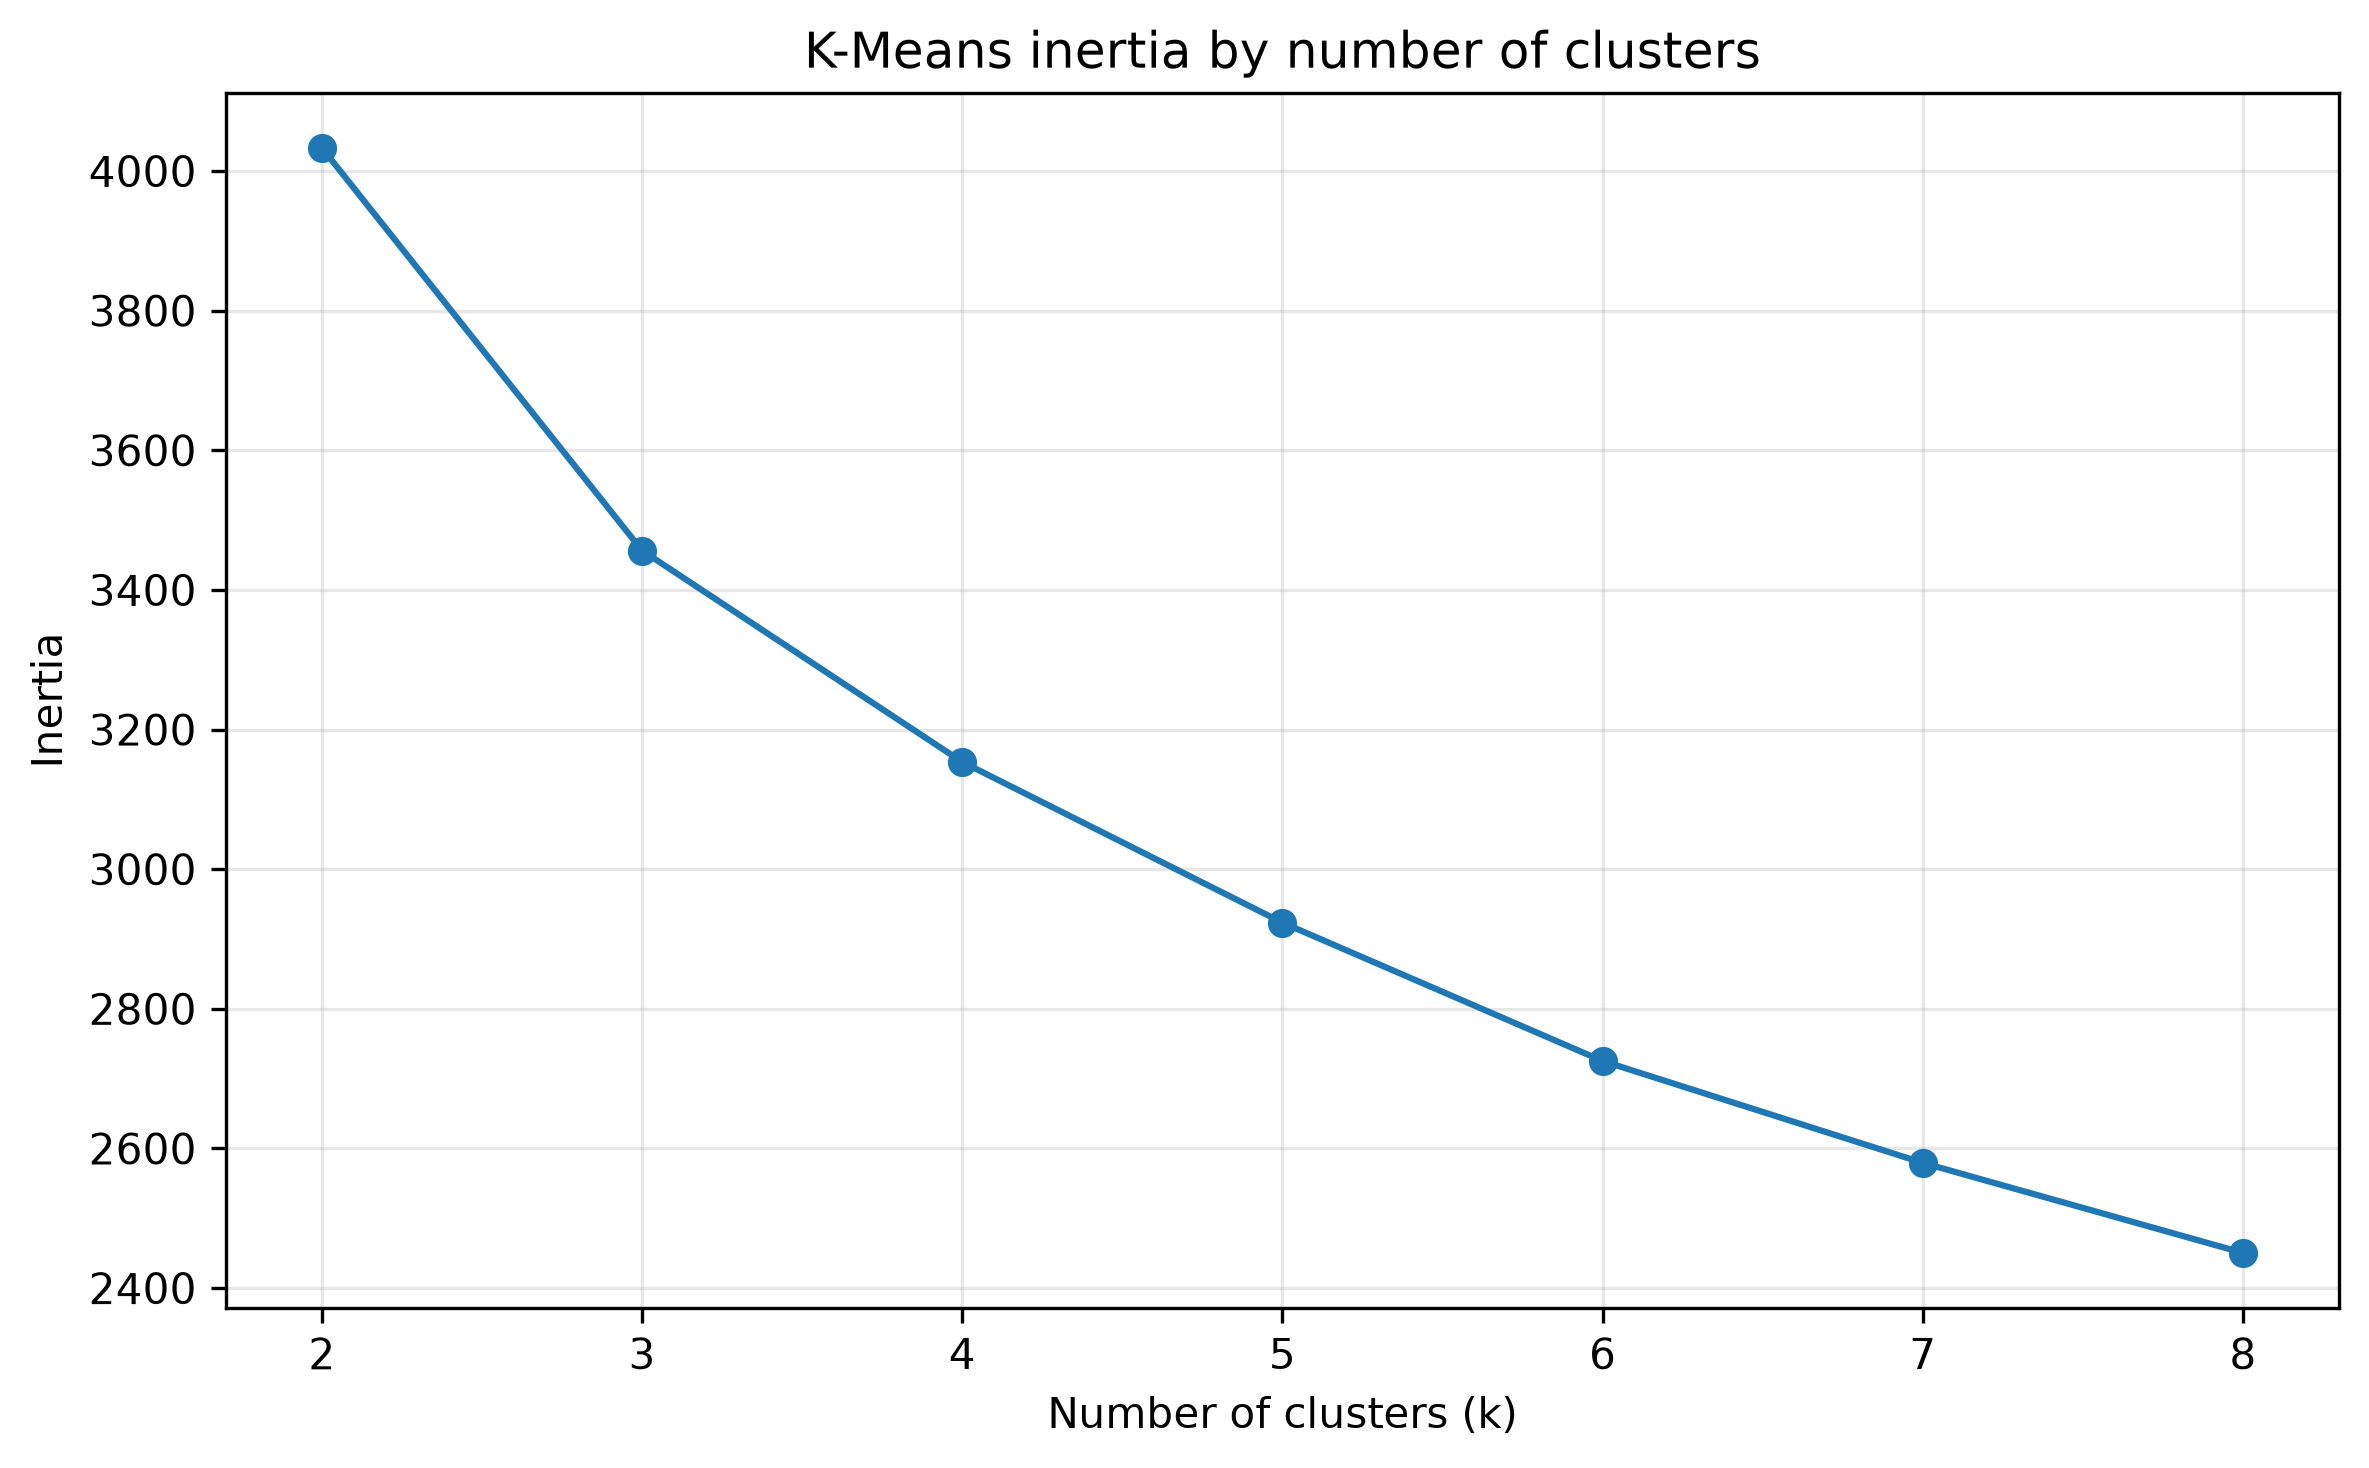 K-Means inertia by number of clusters
Inertia
4000
3800
3600
3400
3200
3000
2800
2600
2400
2 3 4 5 6 7 8
Number of clusters (k)